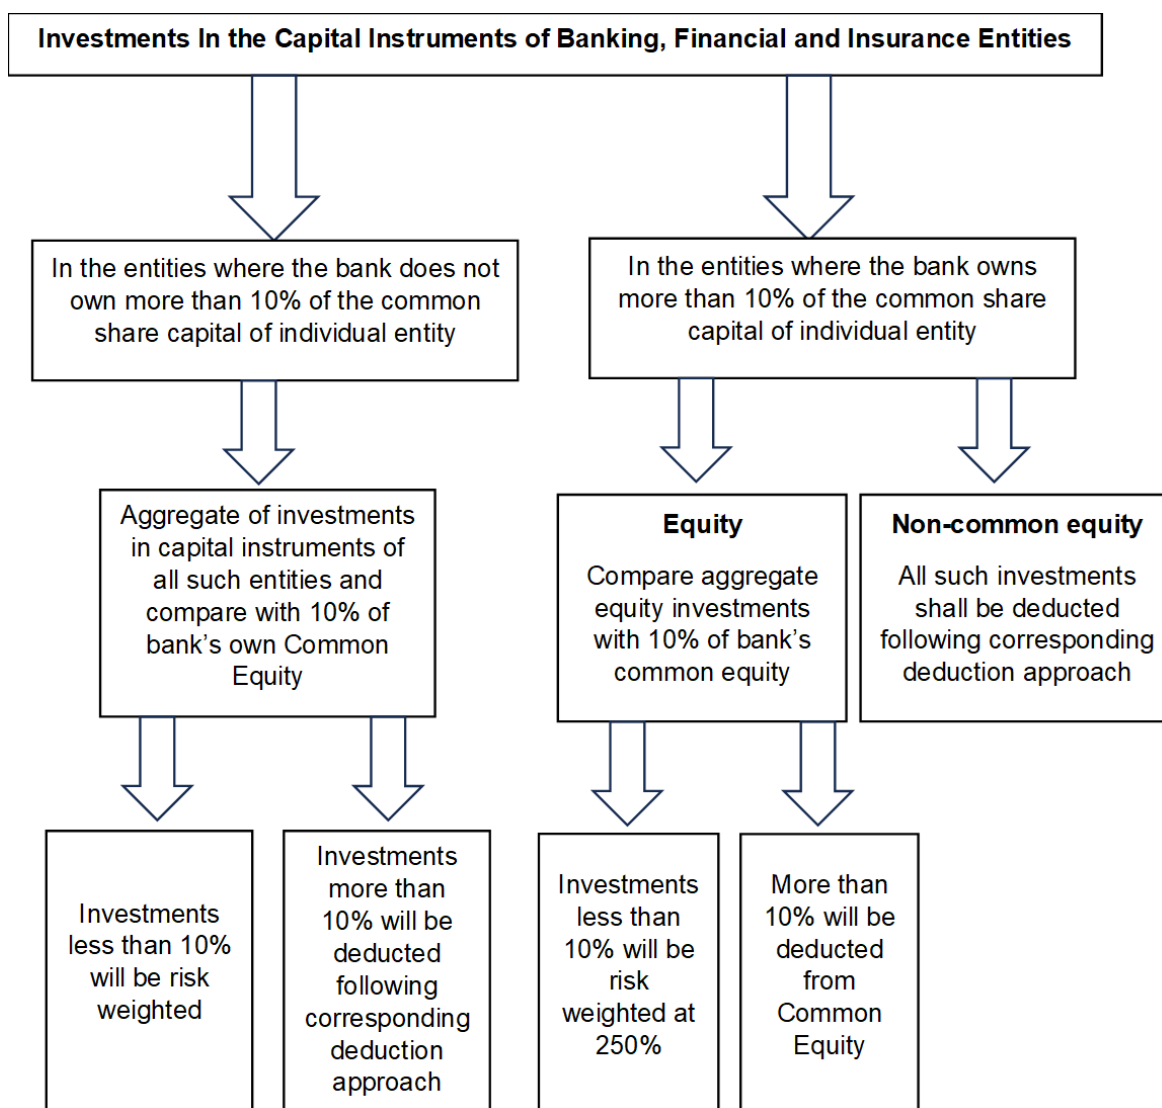 Investments In the Capital Instruments of Banking, Financial and Insurance Entities
In the entities where the bank does not
own more than 10% of the common
share capital of individual entity
In the entities where the bank owns
more than 10% of the common share
capital of individual entity
Aggregate of investments
in capital instruments of
all such entities and
compare with 10% of
bank’s own Common
Equity
Equity
Compare aggregate
equity investments
with 10% of bank’s
common equity
Non-common equity
All such investments
shall be deducted
following corresponding
deduction approach
Investments
less than 10%
will be risk
weighted
Investments
more than
10% will be
deducted
following
corresponding
deduction
approach
Investments
less than
10% will be
risk
weighted at
250%
More than
10% will be
deducted
from
Common
Equity